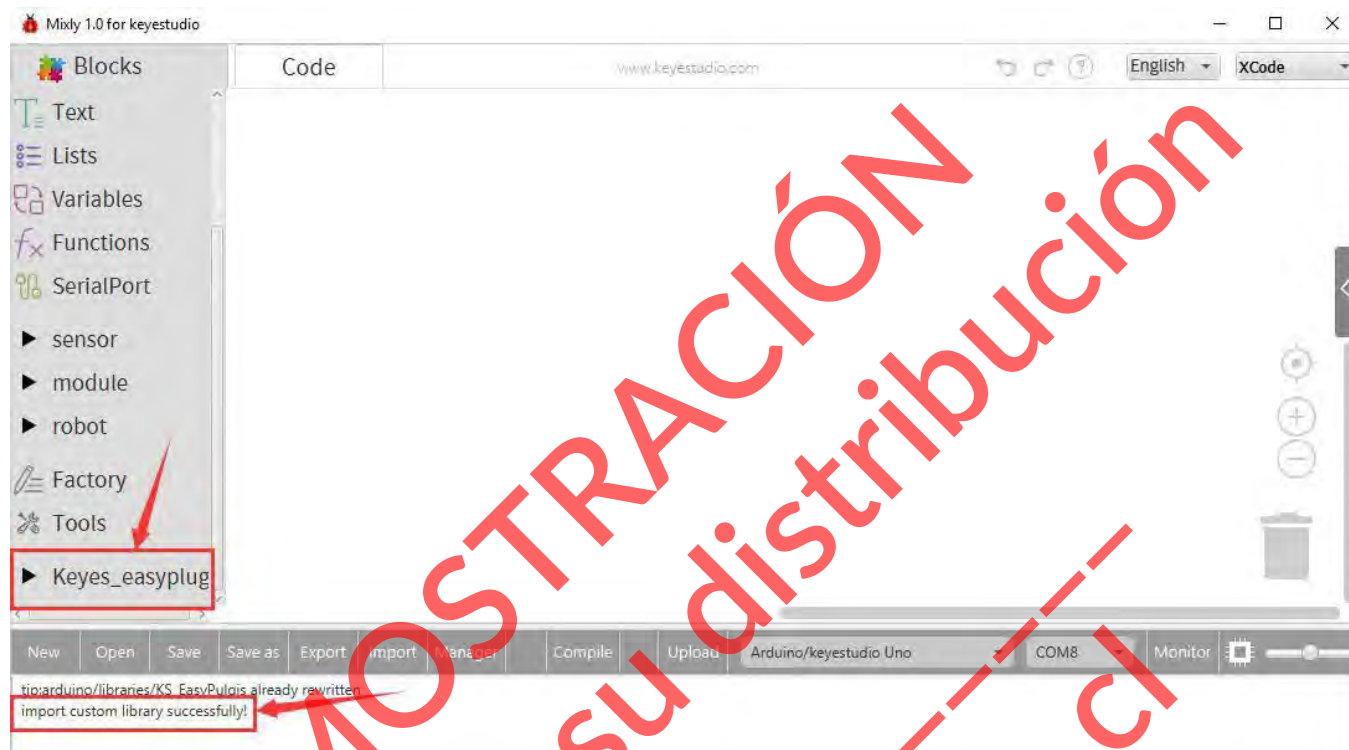 Mixly 1.0 for keyestudio
Blocks
Code
www.keyestudio.com
English
XCode
Text
Lists
Variables
Functions
SerialPort
sensor
module
robot
Factory
Tools
Keyes_easyplug
New Open Save Save as Export Import Manager Compile Upload Arduino/keyestudio Uno COM8 Monitor
tip:arduino/libraries/KS_EasyPulgis already rewritten
import custom library successfully!
MOSTRACIÓN
su distribución
cl